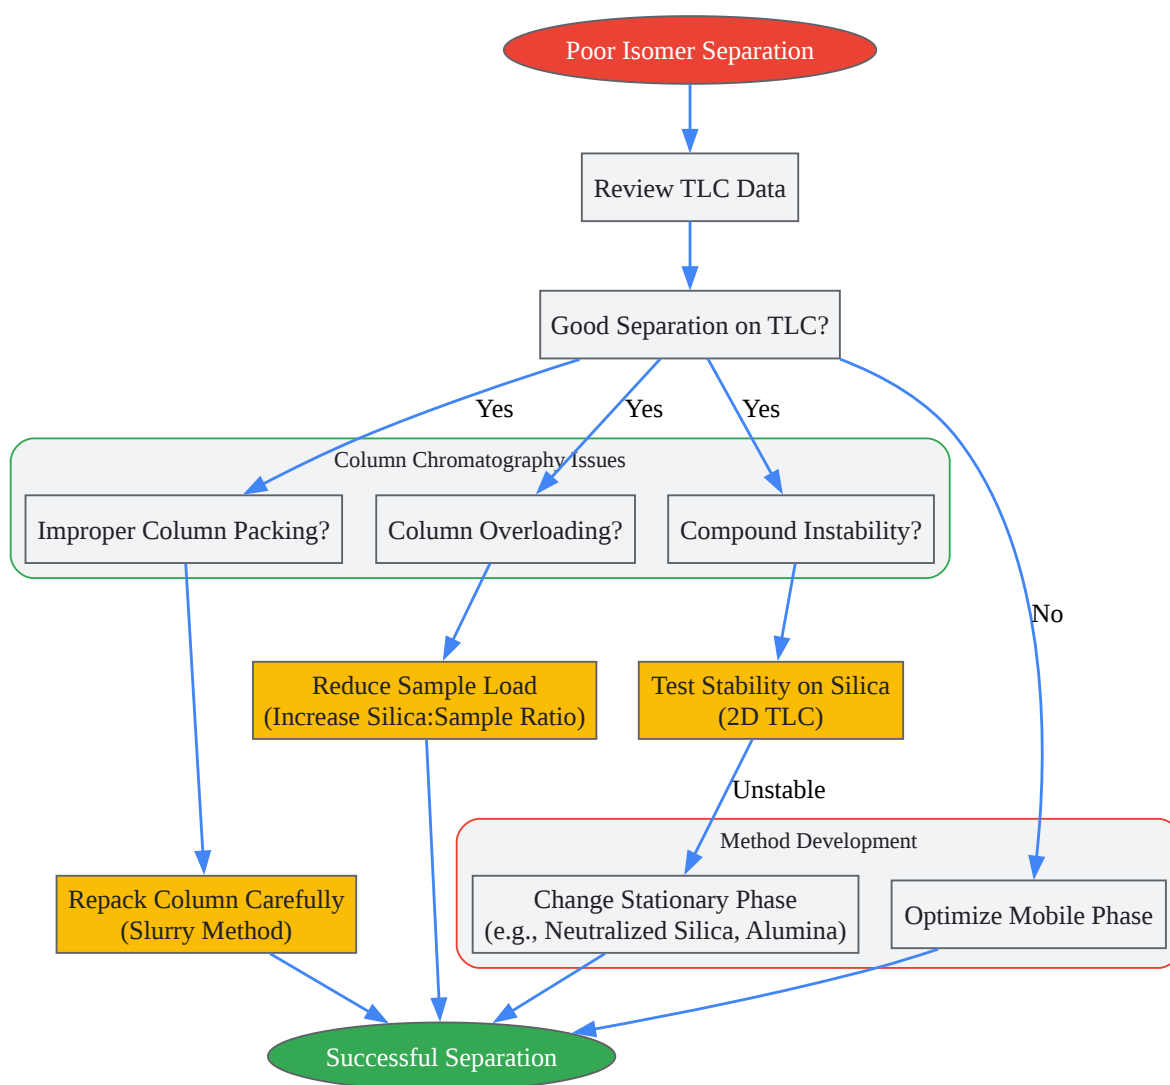 Poor Isomer Separation
Review TLC Data
Good Separation on TLC?
Yes
Yes
Yes
Column Chromatography Issues
Improper Column Packing?
Column Overloading?
Compound Instability?
No
Reduce Sample Load
(Increase Silica:Sample Ratio)
Test Stability on Silica
(2D TLC)
Unstable
Method Development
Repack Column Carefully
(Slurry Method)
Change Stationary Phase
(e.g., Neutralized Silica, Alumina)
Optimize Mobile Phase
Successful Separation